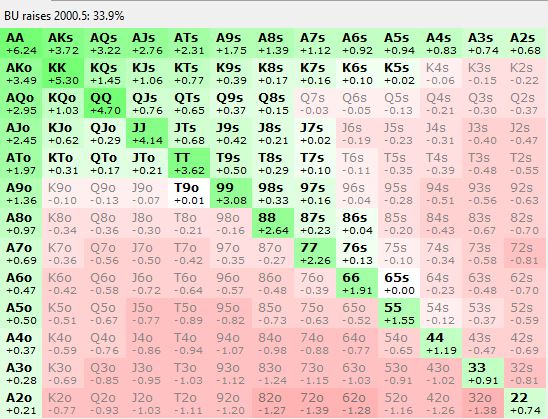 BU raises 2000.5: 33.9%
AA AKs AQs AJs ATs A9s A8s A7s A6s A5s A4s A3s A2s
+6.24 +3.72 +3.22 +2.76 +2.31 +1.75 +1.39 +1.12 +0.92 +0.94 +0.83 +0.74 +0.68
AKo KK KQs KJs KTs K9s K8s K7s K6s K5s K4s K3s K2s
+3.49 +5.30 +1.45 +1.06 +0.77 +0.39 +0.17 +0.16 +0.10 +0.02 -0.06 -0.15 -0.22
AQo KQo QQ QJs QTs Q9s Q8s Q7s Q6s Q5s Q4s Q3s Q2s
+2.95 +1.03 +4.70 +0.76 +0.65 +0.37 +0.15 -0.03 -0.05 -0.13 -0.21 -0.30 -0.37
AJo KJo QJo JJ JTs J9s J8s J7s J6s J5s J4s J3s J2s
+2.45 +0.62 +0.29 +4.14 +0.68 +0.42 +0.21 +0.02 -0.19 -0.23 -0.31 -0.40 -0.47
ATo KTo QTo JTo TT T9s T8s T7s T6s T5s T4s T3s T2s
+1.97 +0.31 +0.17 +0.21 +3.62 +0.50 +0.29 +0.10 -0.11 -0.35 -0.39 -0.48 -0.55
A9o K9o Q9o J9o T9o 99 98s 97s 96s 95s 94s 93s 92s
+1.36 -0.10 -0.13 -0.07 +0.01 +3.08 +0.33 +0.16 -0.04 -0.28 -0.51 -0.56 -0.63
A8o K8o Q8o J8o T8o 98o 88 87s 86s 85s 84s 83s 82s
+0.97 -0.34 -0.36 -0.30 -0.21 -0.16 +2.64 +0.23 +0.04 -0.20 -0.43 -0.67 -0.70
A7o K7o Q7o J7o T7o 97o 87o 77 76s 75s 74s 73s 72s
+0.69 -0.36 -0.56 -0.50 -0.42 -0.35 -0.27 +2.26 +0.13 -0.10 -0.34 -0.58 -0.81
A6o K6o Q6o J6o T6o 96o 86o 76o 66 65s 64s 63s 62s
+0.47 -0.42 -0.58 -0.72 -0.64 -0.57 -0.48 -0.39 +1.91 +0.00 -0.23 -0.48 -0.70
A5o K5o Q5o J5o T5o 95o 85o 75o 65o 55 54s 53s 52s
+0.50 -0.51 -0.67 -0.77 -0.89 -0.82 -0.73 -0.63 -0.52 +1.55 -0.12 -0.37 -0.59
A4o K4o Q4o J4o T4o 94o 84o 74o 64o 54o 44 43s 42s
+0.37 -0.59 -0.76 -0.86 -0.94 -1.07 -0.98 -0.88 -0.77 -0.65 +1.19 -0.47 -0.69
A3o K3o Q3o J3o T3o 93o 83o 73o 63o 53o 43o 33 32s
+0.28 -0.69 -0.85 -0.95 -1.03 -1.12 -1.24 -1.15 -1.03 -0.91 -1.02 +0.91 -0.81
A2o K2o Q2o J2o T2o 92o 82o 72o 62o 52o 42o 32o 22
+0.21 -0.77 -0.93 -1.03 -1.11 -1.20 -1.27 -1.39 -1.28 -1.16 -1.26 -1.38 +0.74